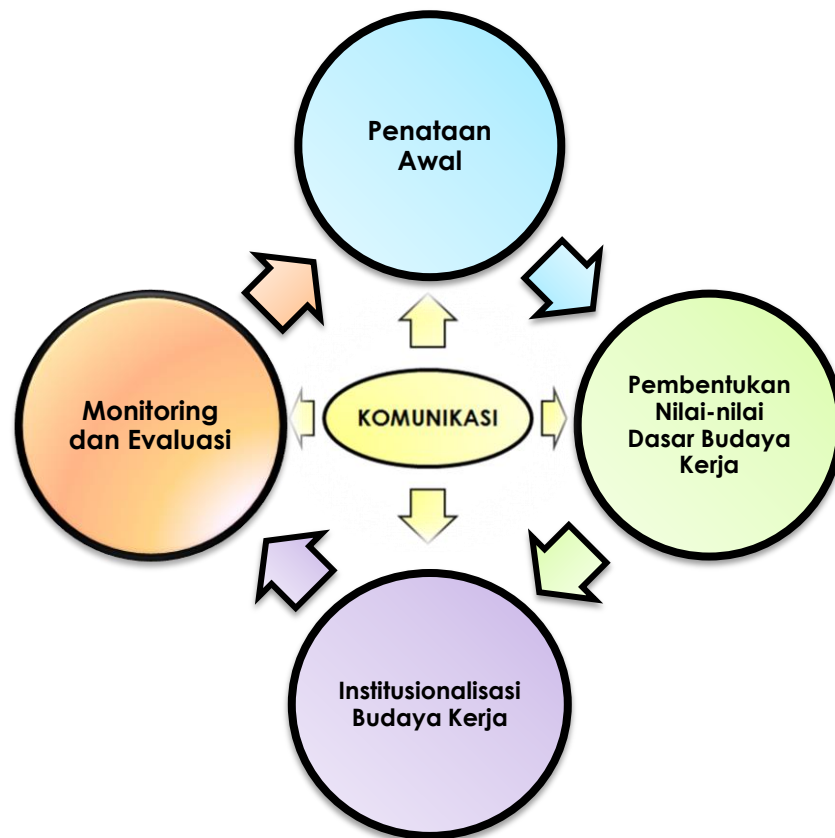 Penataan
Awal
Monitoring
dan Evaluasi
KOMUNIKASI
Pembentukan
Nilai-nilai
Dasar Budaya
Kerja
Institusionalisasi
Budaya Kerja